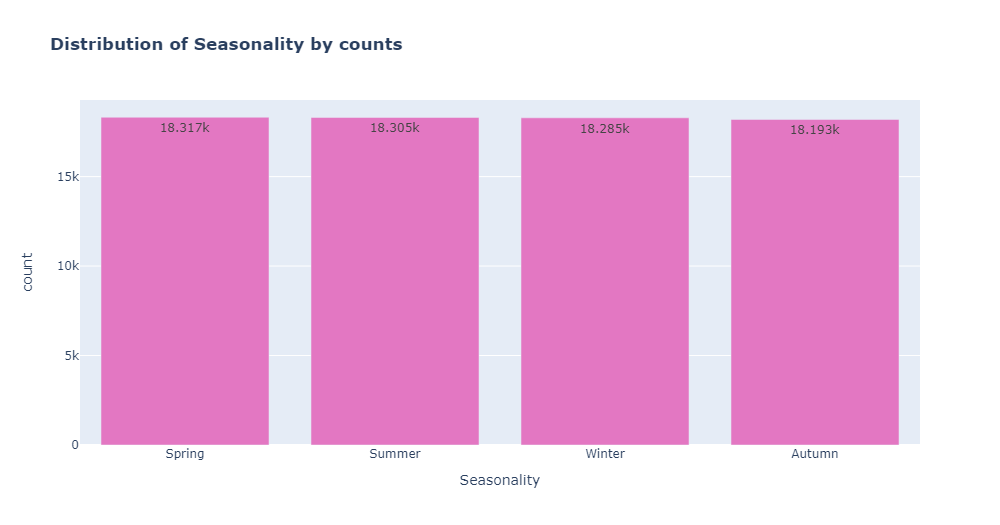 Distribution of Seasonality by counts
18.317k
18.305k
18.285k
18.193k
15k
10k
5k
0
count
Spring
Summer
Winter
Autumn
Seasonality